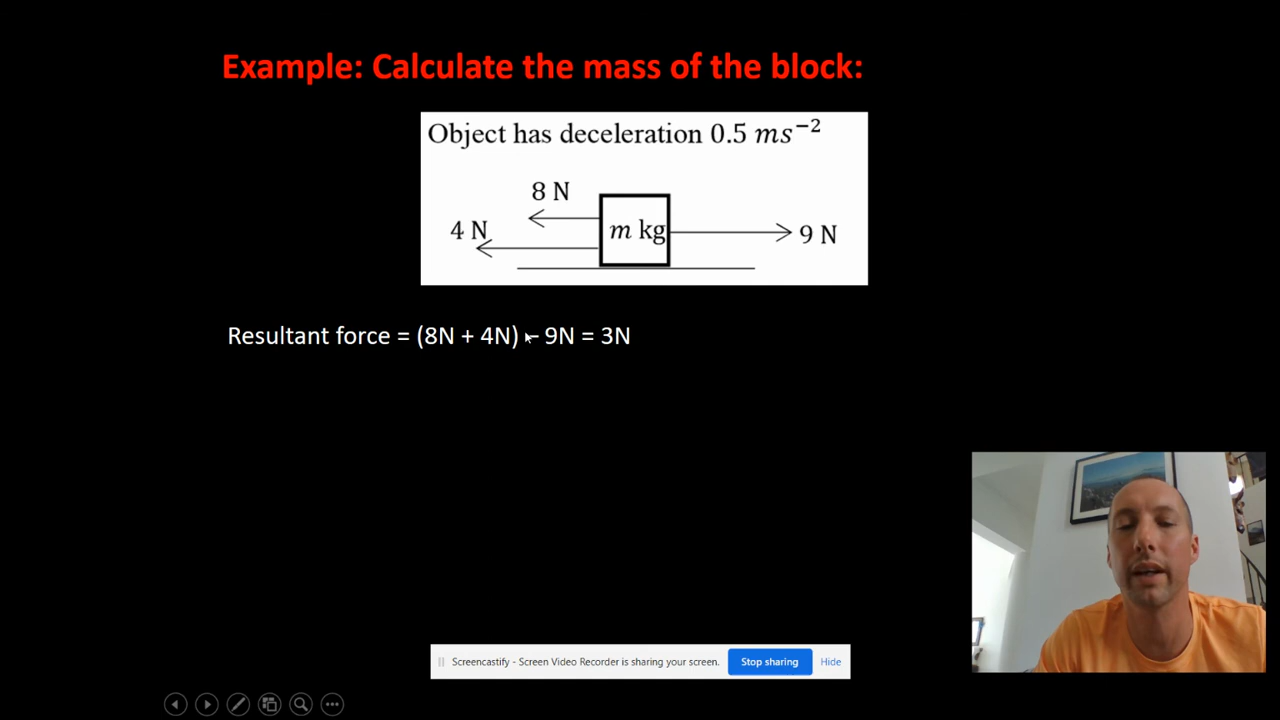 Example: Calculate the mass of the block:
Object has deceleration 0.5 ms⁻²
8 N
4 N
m kg
9 N
Resultant force = (8N + 4N) – 9N = 3N
Screencastify - Screen Video Recorder is sharing your screen.
Stop sharing
Hide